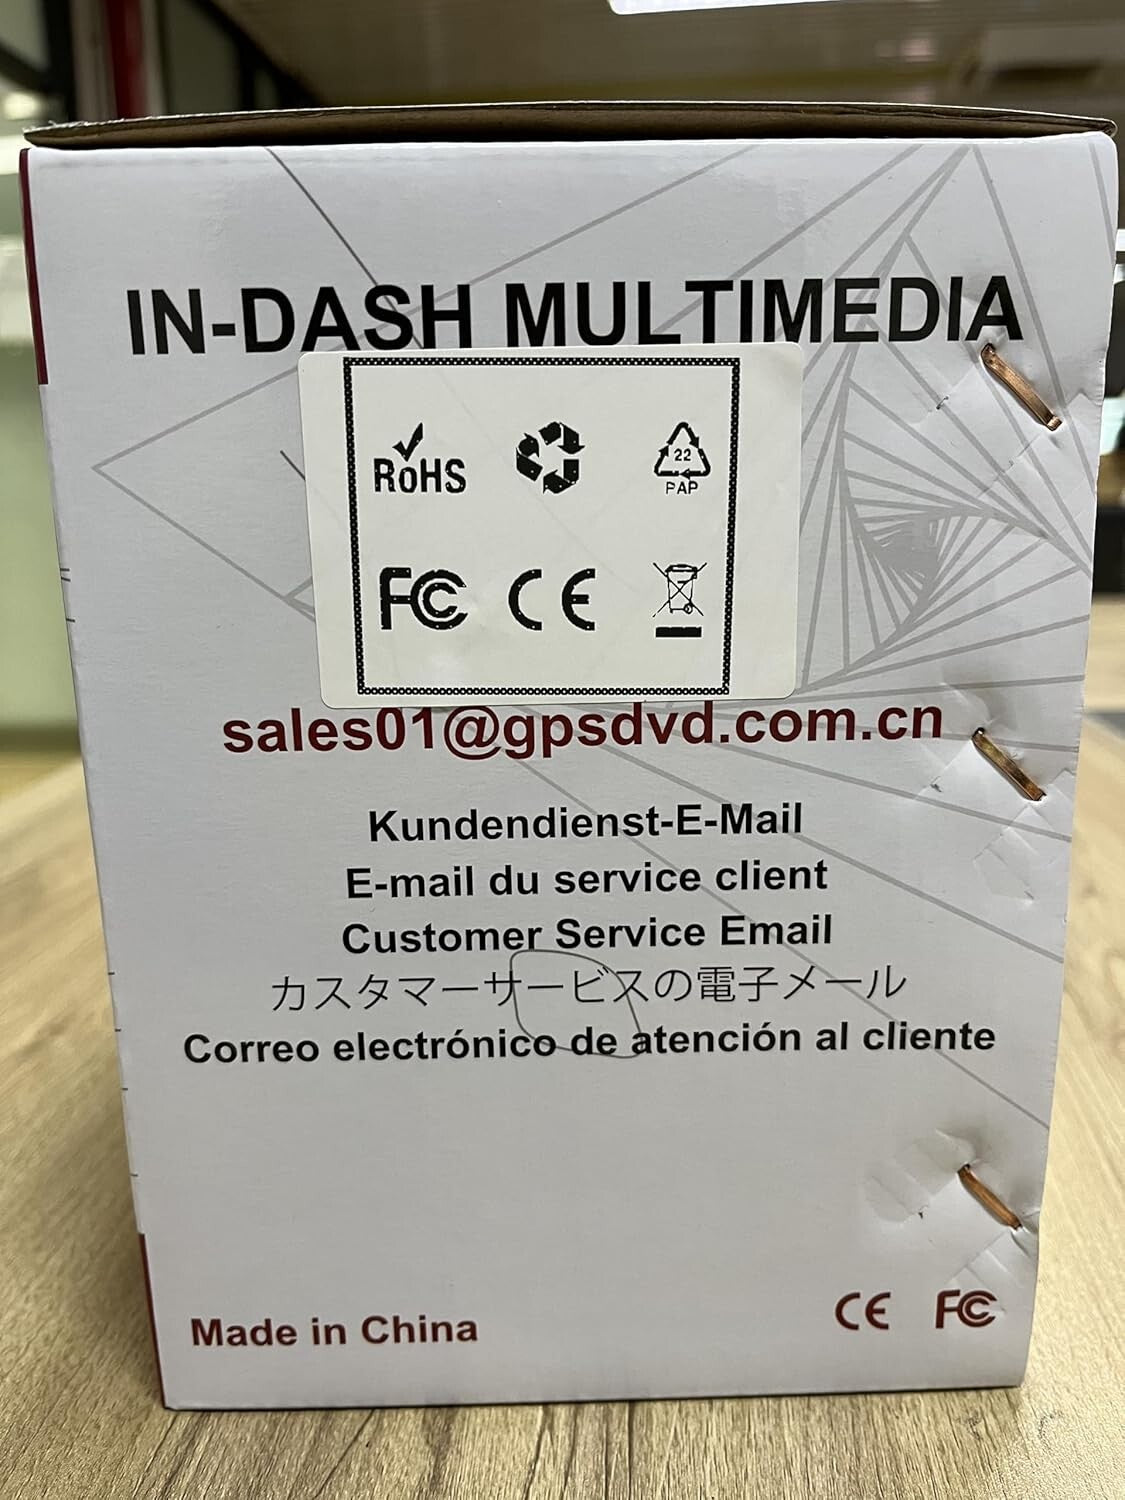 IN-DASH MULTIMEDIA
RoHS
22
PAP
FC CE
sales01@gpsdvd.com.cn
Kundendienst-E-Mail
E-mail du service client
Customer Service Email
カスタマーサービスの電子メール
Correo electrónico de atención al cliente
Made in China
CE FC